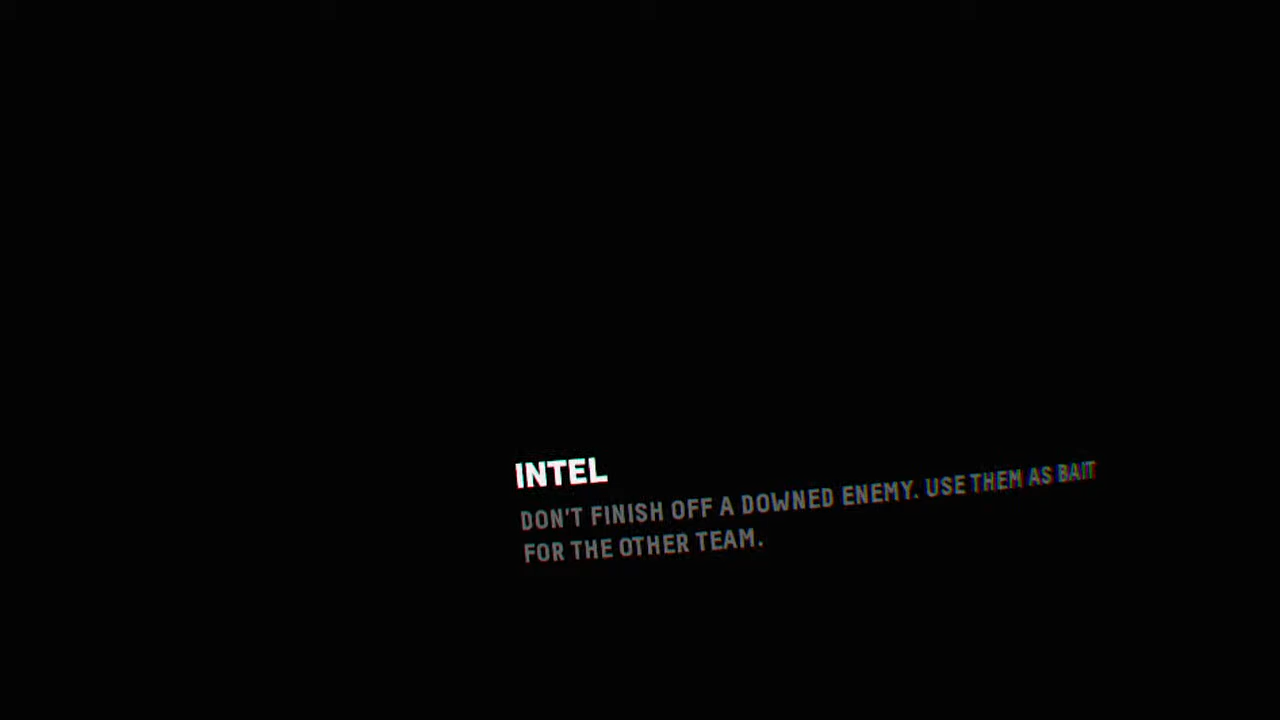 INTEL
DON'T FINISH OFF A DOWNED ENEMY. USE THEM AS BAIT
FOR THE OTHER TEAM.